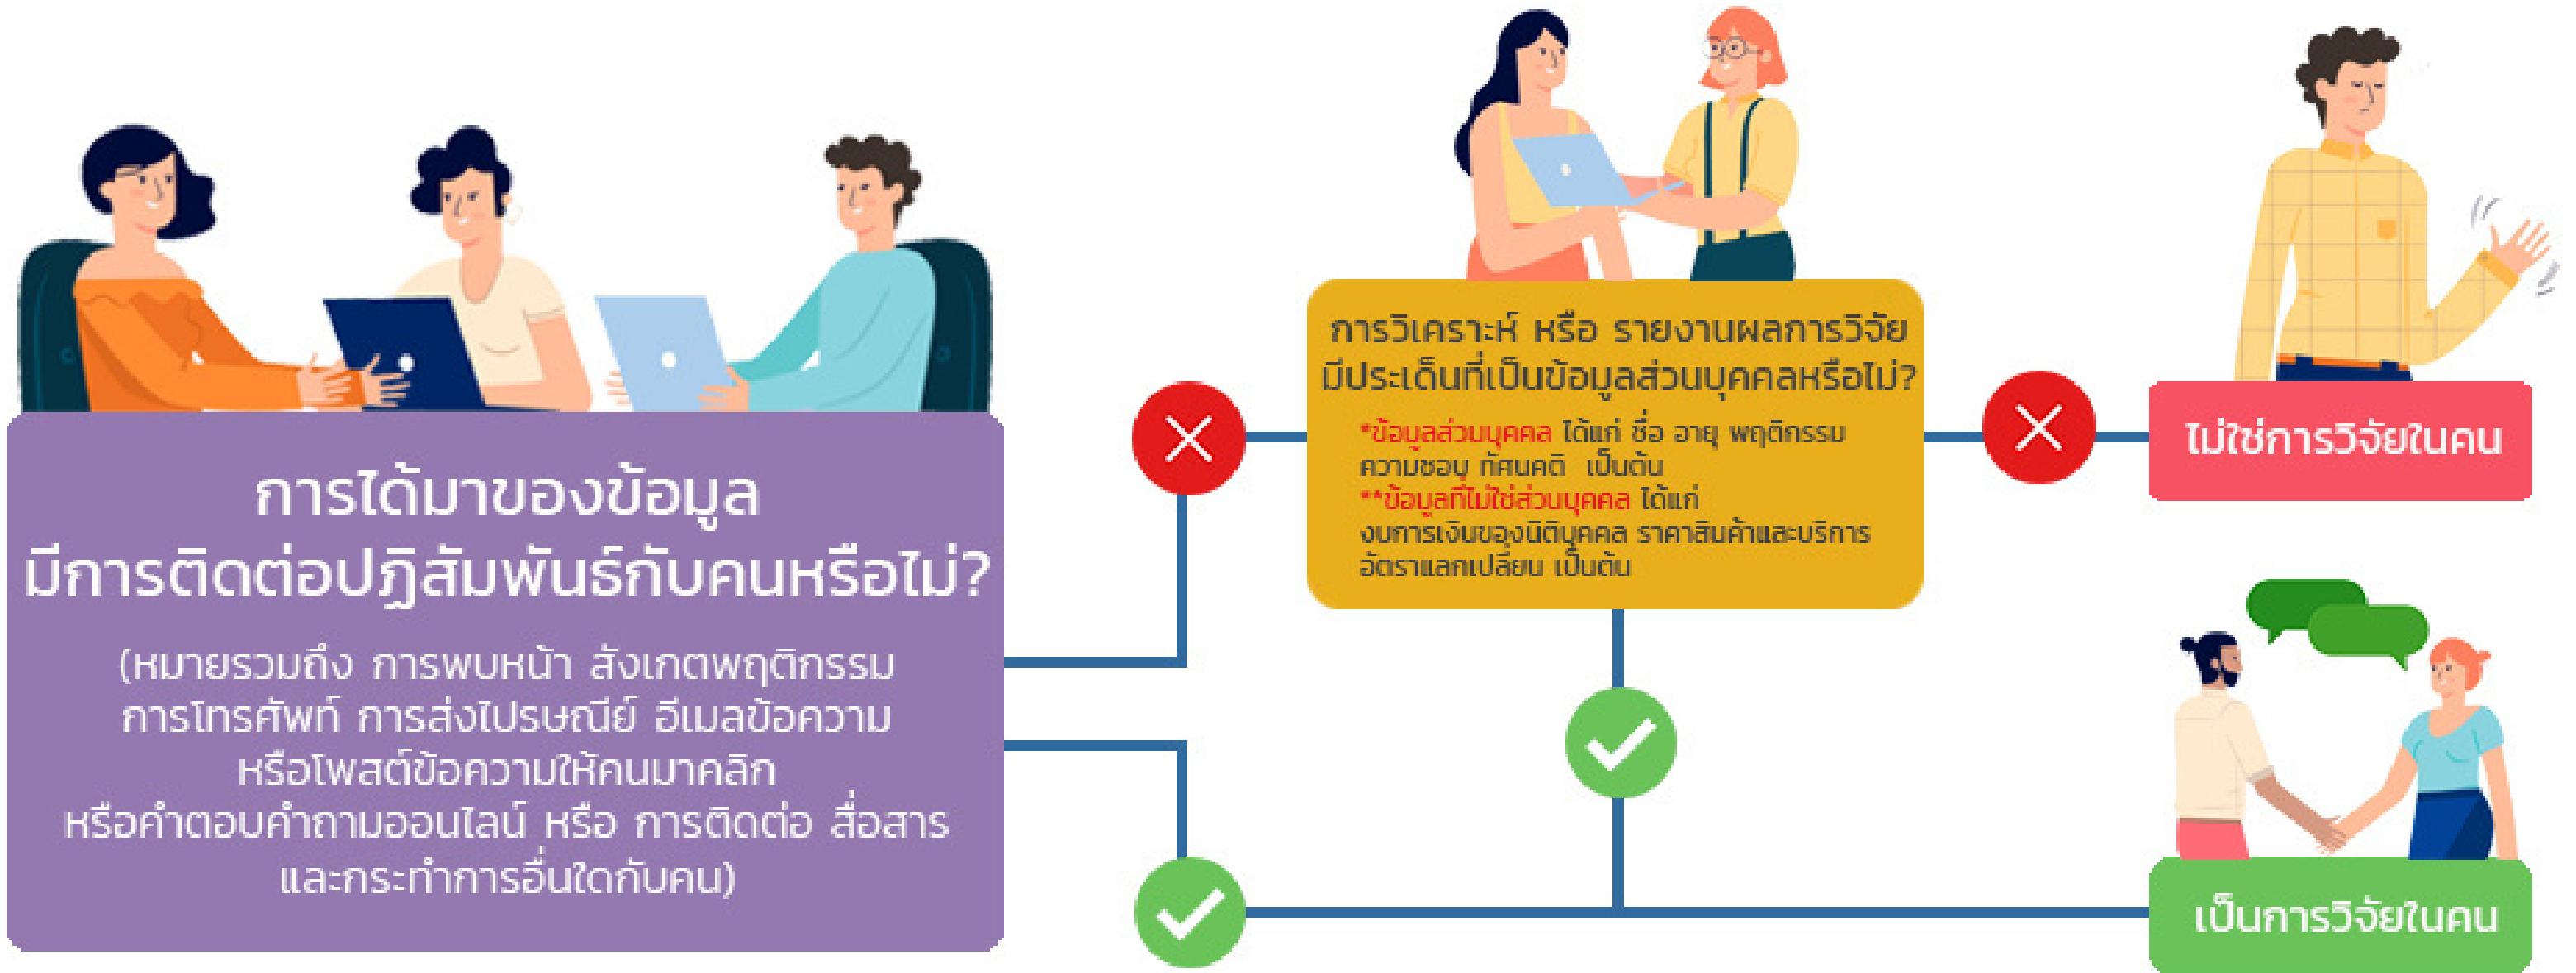 การได้มาของข้อมูล
มีการติดต่อปฏิสัมพันธ์กับคนหรือไม่?
(หมายรวมถึง การพบหน้า สังเกตพฤติกรรม
การโทรศัพท์ การส่งไปรษณีย์ อีเมลข้อความ
หรือโพสต์ข้อความให้คนมาคลิก
หรือคำตอบคำถามออนไลน์ หรือ การติดต่อ สื่อสาร
และกระทำการอื่นใดกับคน)
การวิเคราะห์ หรือ รายงานผลการวิจัย
มีประเด็นที่เป็นข้อมูลส่วนบุคคลหรือไม่?
*ข้อมูลส่วนบุคคล ได้แก่ ชื่อ อายุ พฤติกรรม
ความชอบ ทัศนคติ เป็นต้น
**ข้อมูลที่ไม่ใช่ส่วนบุคคล ได้แก่
งบการเงินของนิติบุคคล ราคาสินค้าและบริการ
อัตราแลกเปลี่ยน เป็นต้น
ไม่ใช่การวิจัยในคน
เป็นการวิจัยในคน